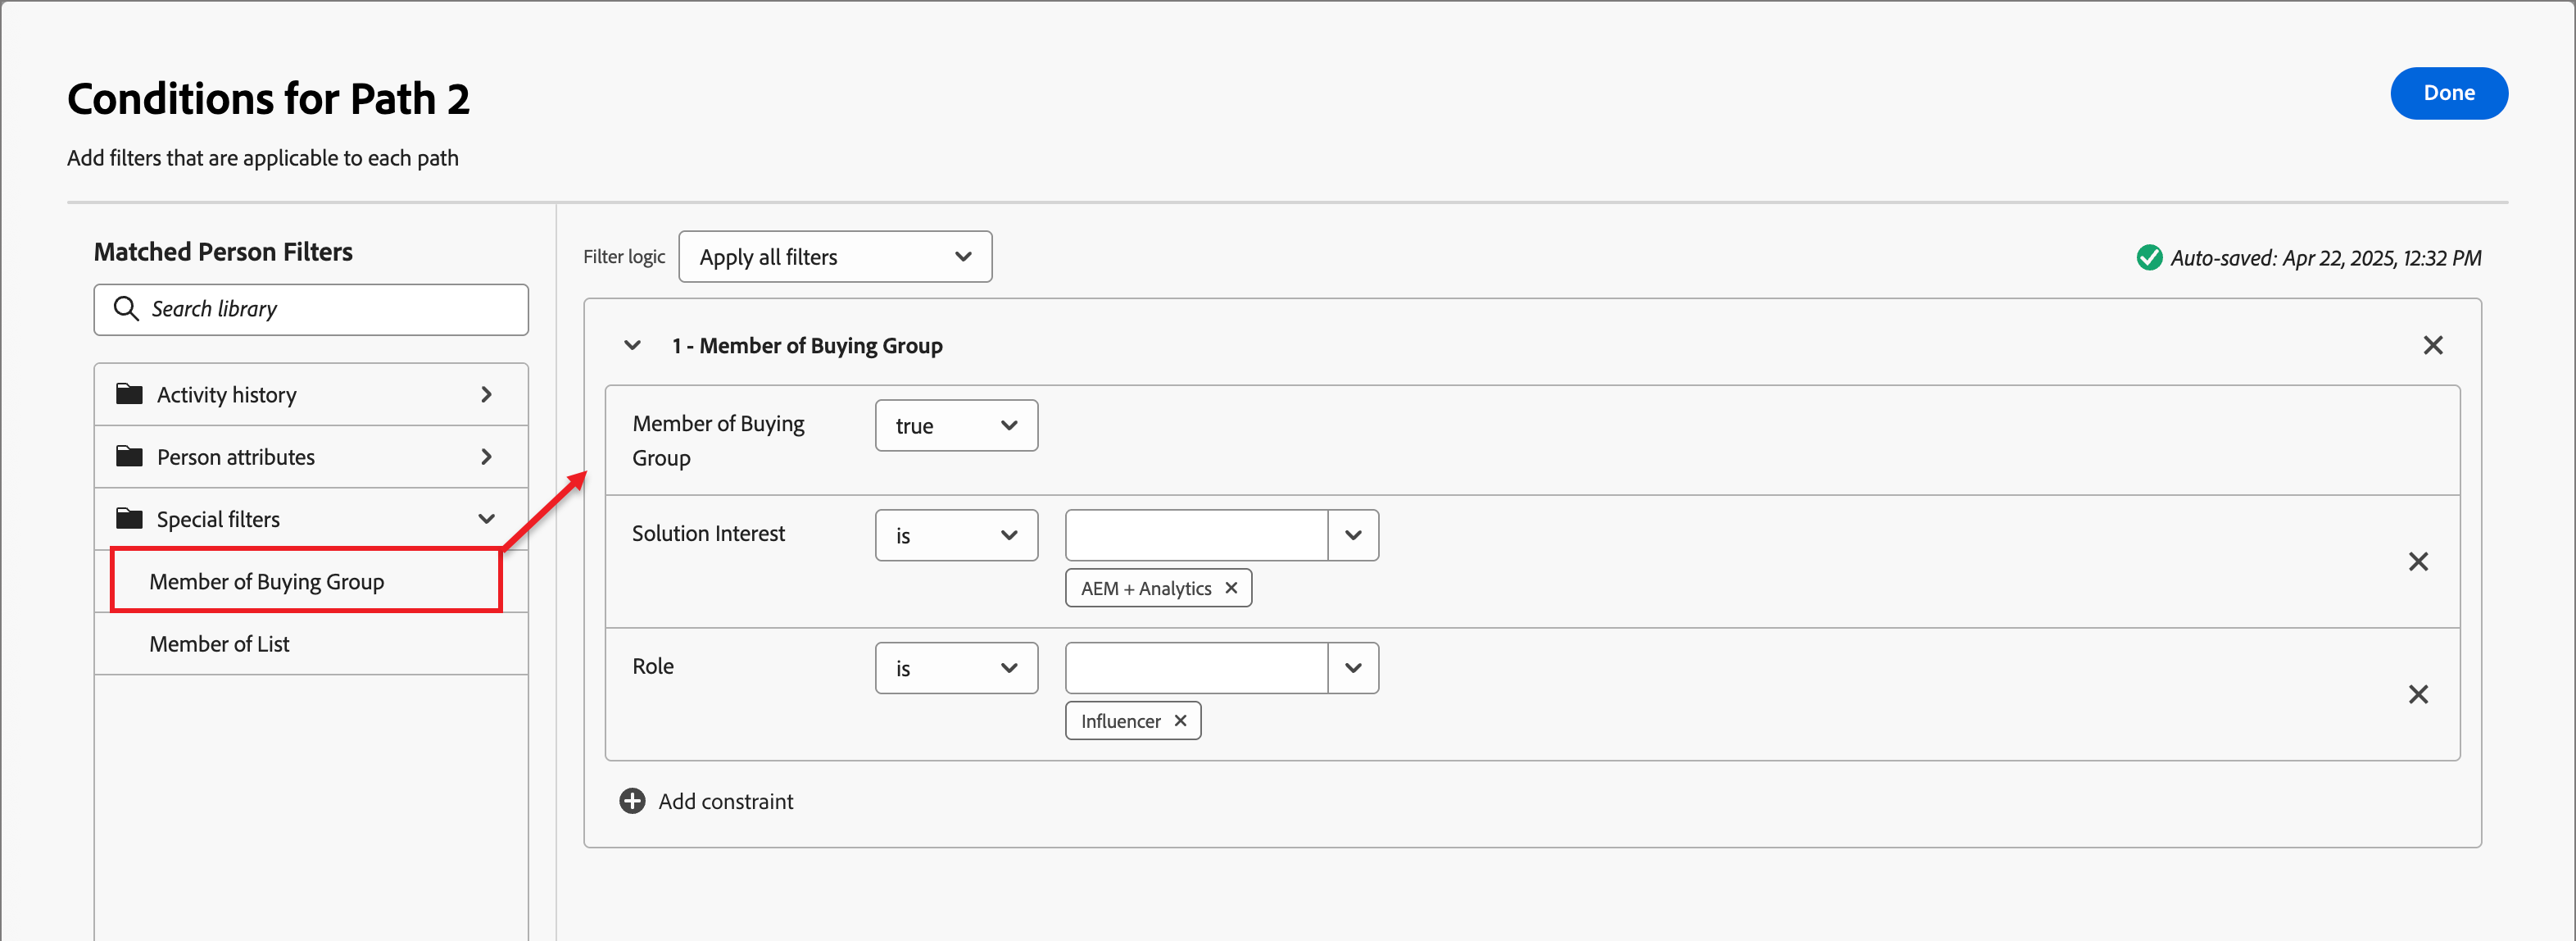 Conditions for Path 2
Done
Add filters that are applicable to each path
Matched Person Filters
Search library
Activity history
Person attributes
Special filters
Member of Buying Group
Member of List
Filter logic
Apply all filters
Auto-saved: Apr 22, 2025, 12:32 PM
1 - Member of Buying Group
Member of Buying
Group
true
Solution Interest
is
AEM + Analytics
Role
is
Influencer
Add constraint